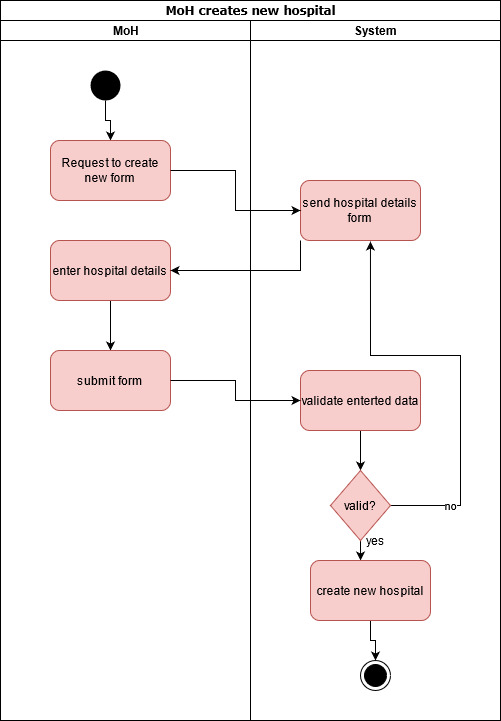 MoH creates new hospital
MoH
System
Request to create
new form
send hospital details
form
enter hospital details
submit form
validate enterted data
valid?
no
yes
create new hospital